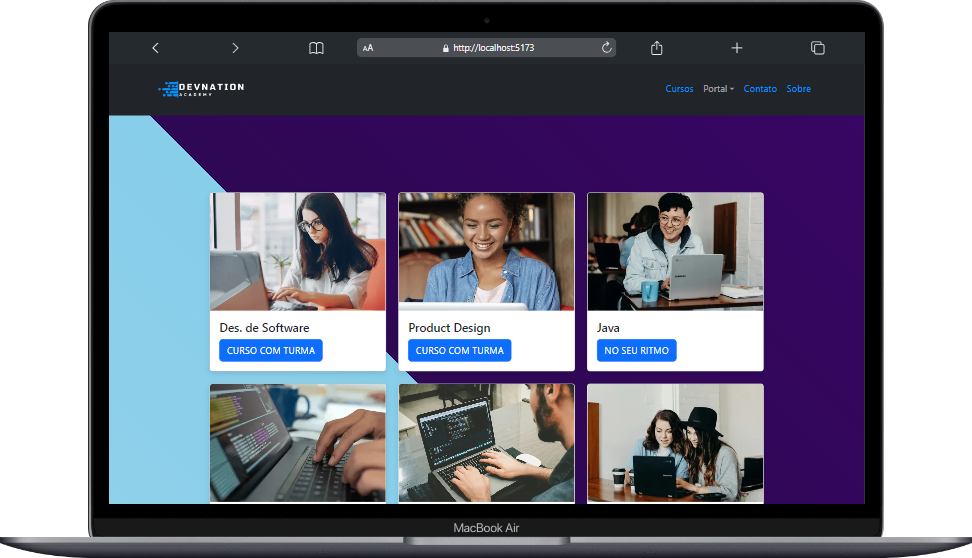 AA
http://localhost:5173
DEVNATION
ACADEMY
Cursos
Portal
Contato
Sobre
Des. de Software
CURSO COM TURMA
Product Design
CURSO COM TURMA
Java
NO SEU RITMO
MacBook Air